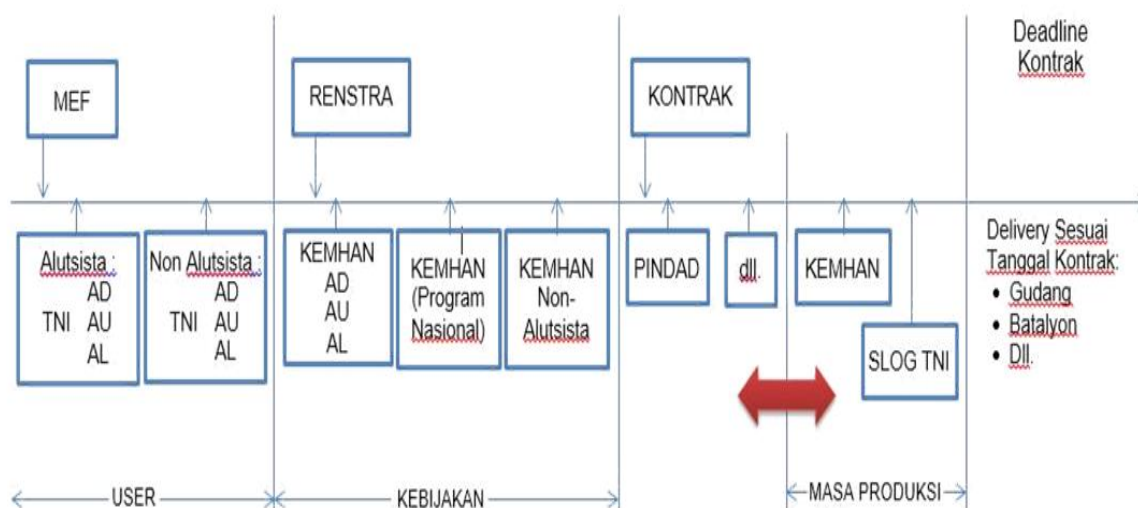 Deadline
Kontrak
MEF
RENSTRA
KONTRAK
Alutsista :
AD
TNI AU
AL
Non Alutsista :
AD
TNI AU
AL
KEMHAN
AD
AU
AL
KEMHAN
(Program
Nasional)
KEMHAN
Non-
Alutsista
PINDAD
dll.
KEMHAN
SLOG TNI
Delivery Sesuai
Tanggal Kontrak:
• Gudang
• Batalyon
• Dll.
USER
KEBIJAKAN
MASA PRODUKSI